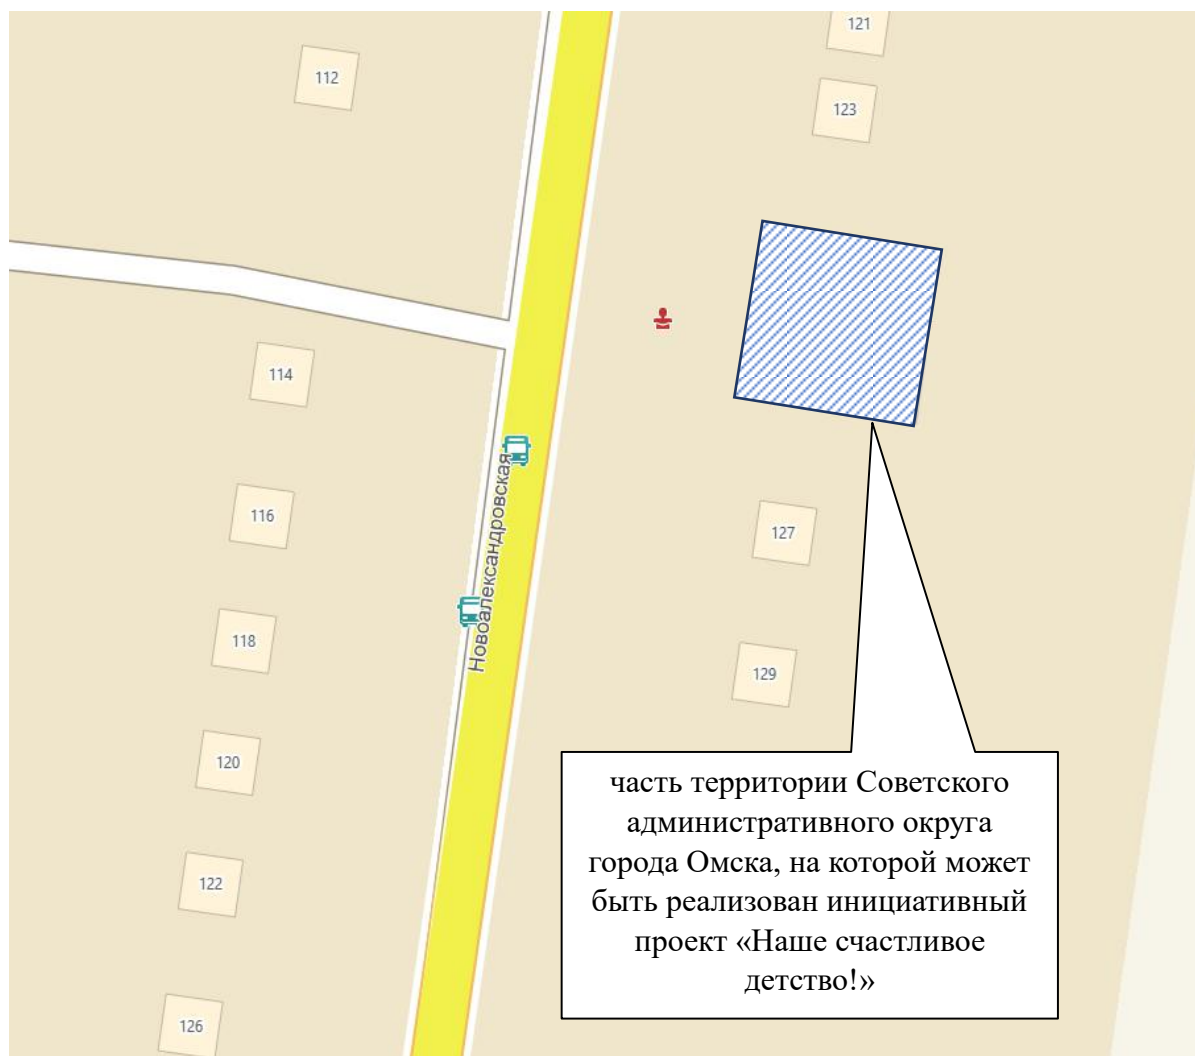 121
112
123
114
116
Новоалександровская
127
118
129
120
часть территории Советского
административного округа
города Омска, на которой может
быть реализован инициативный
проект «Наше счастливое
детство!»
122
126